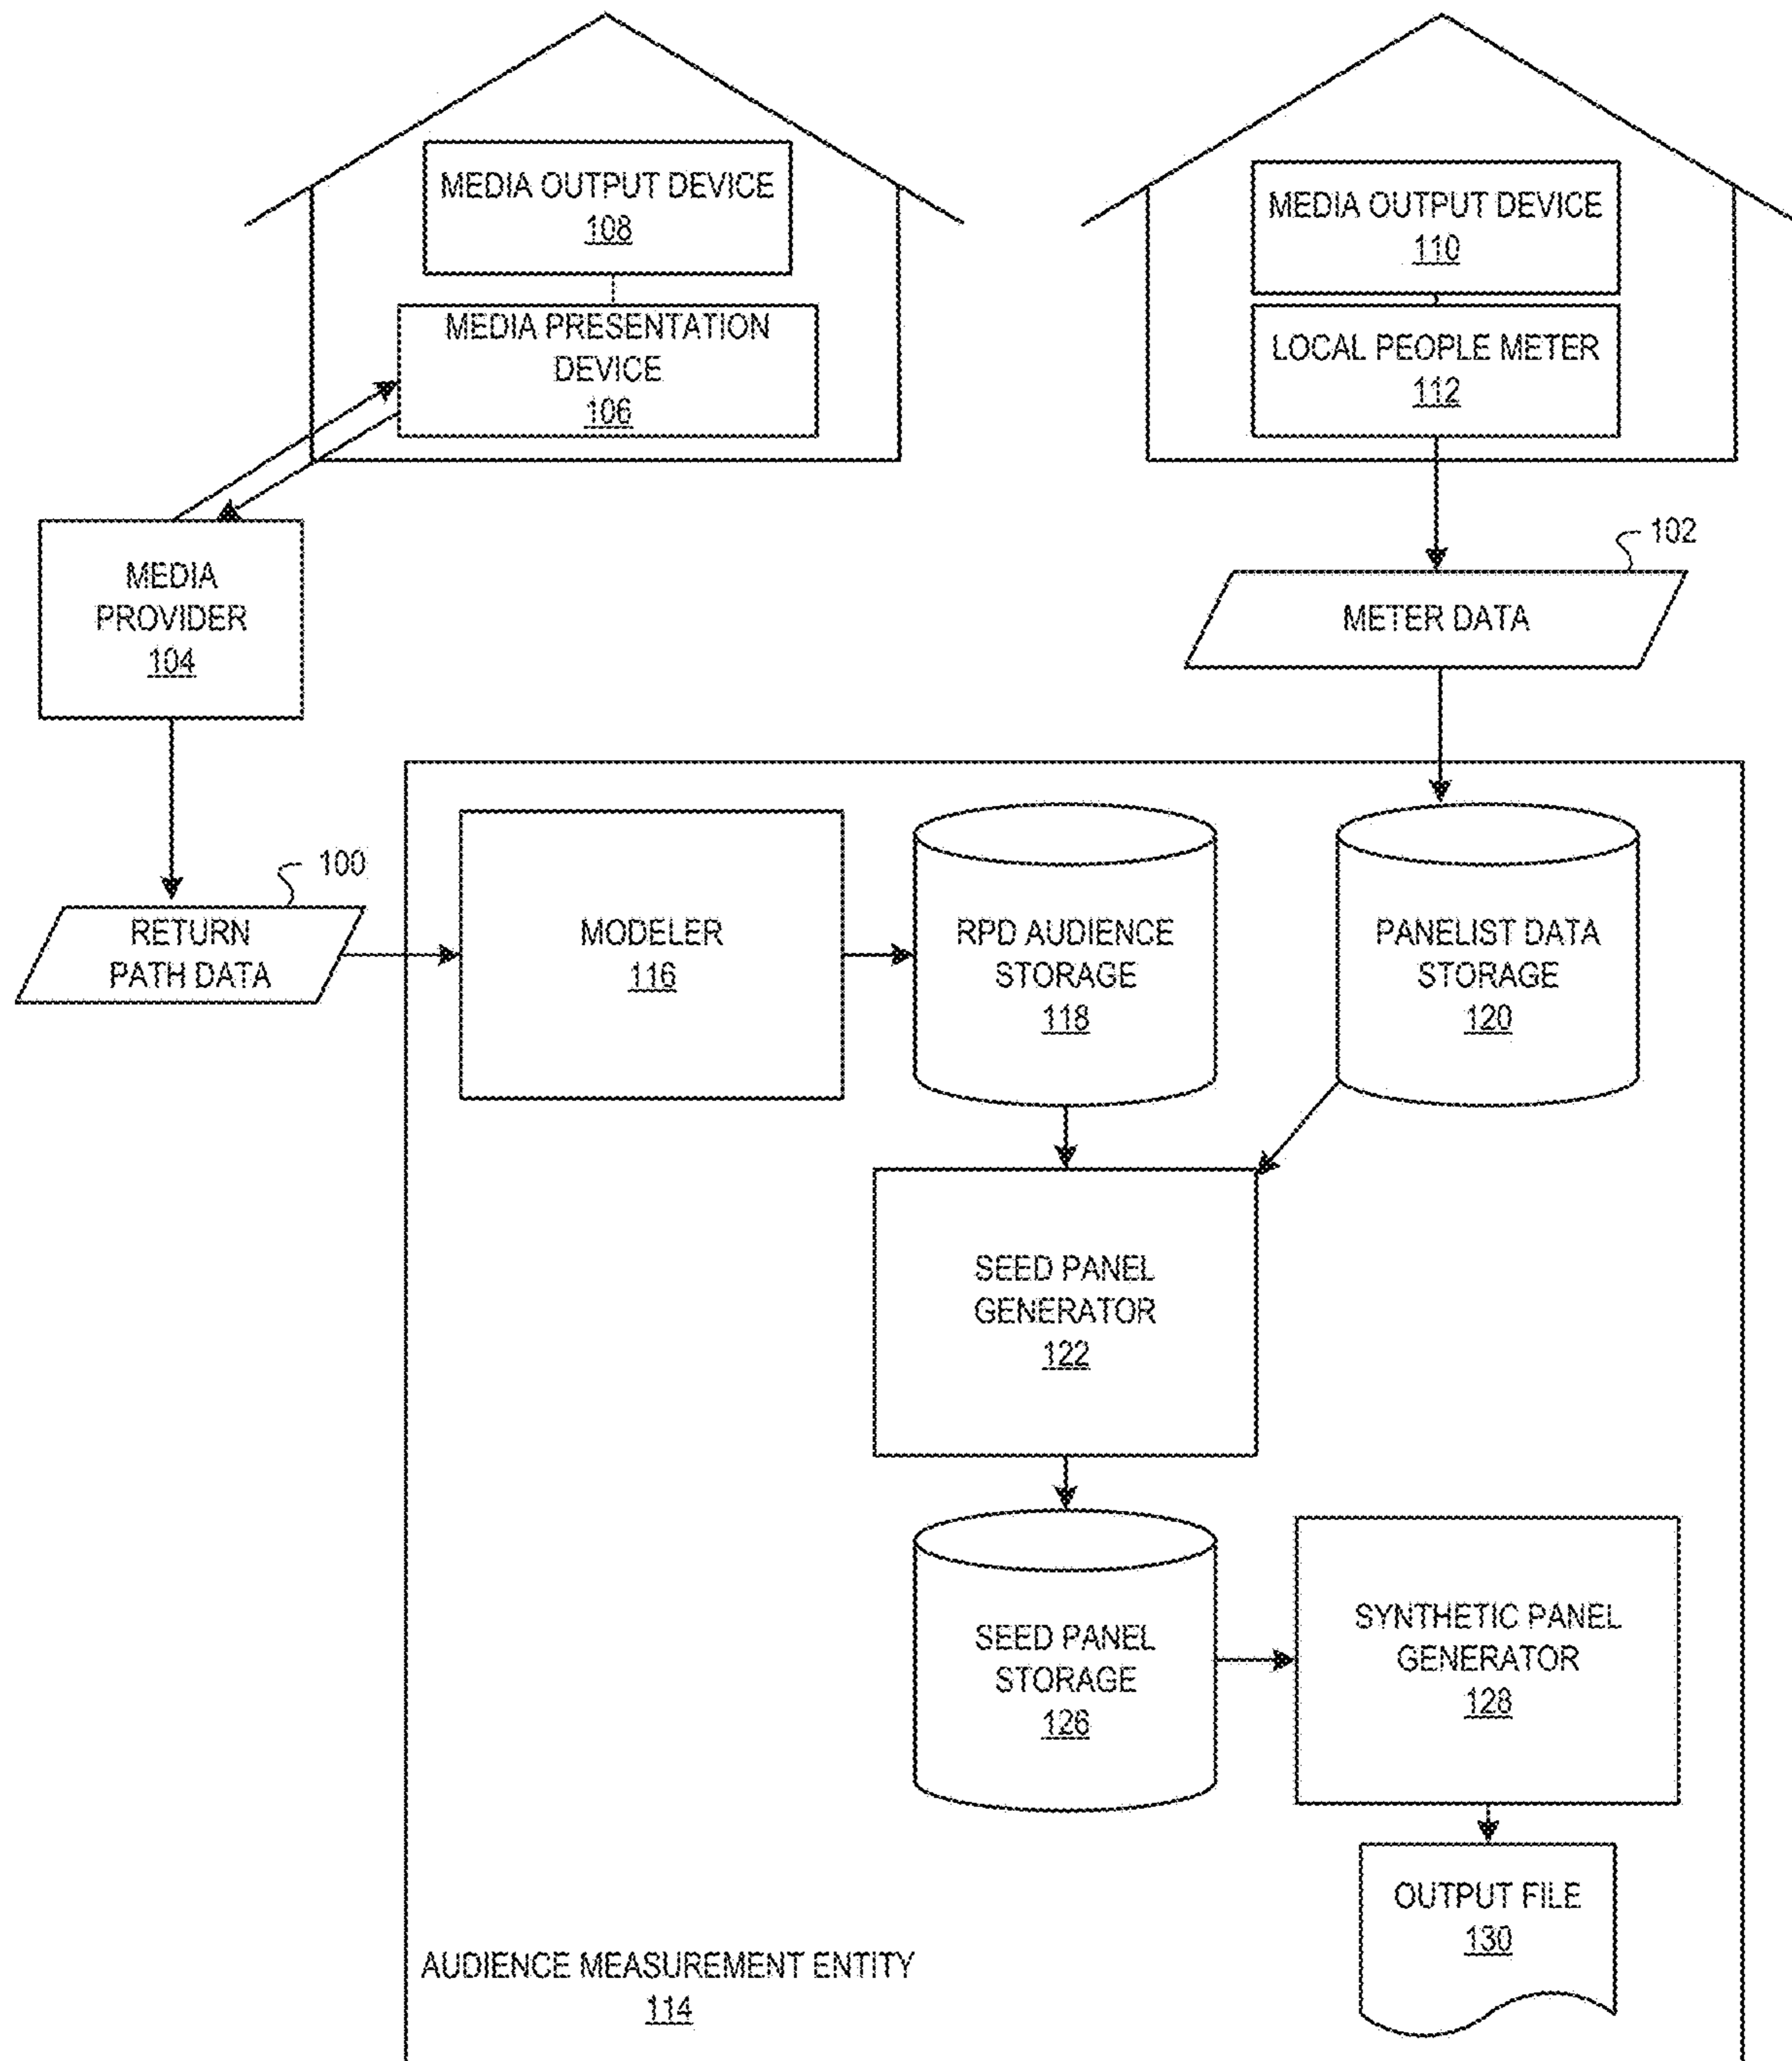 MEDIA OUTPUT DEVICE
108
MEDIA PRESENTATION
DEVICE
106
MEDIA OUTPUT DEVICE
110
LOCAL PEOPLE METER
112
MEDIA
PROVIDER
104
102
METER DATA
100
RETURN
PATH DATA
MODELER
116
RPD AUDIENCE
STORAGE
118
PANELIST DATA
STORAGE
120
SEED PANEL
GENERATOR
122
SEED PANEL
STORAGE
126
SYNTHETIC PANEL
GENERATOR
128
OUTPUT FILE
130
AUDIENCE MEASUREMENT ENTITY
114